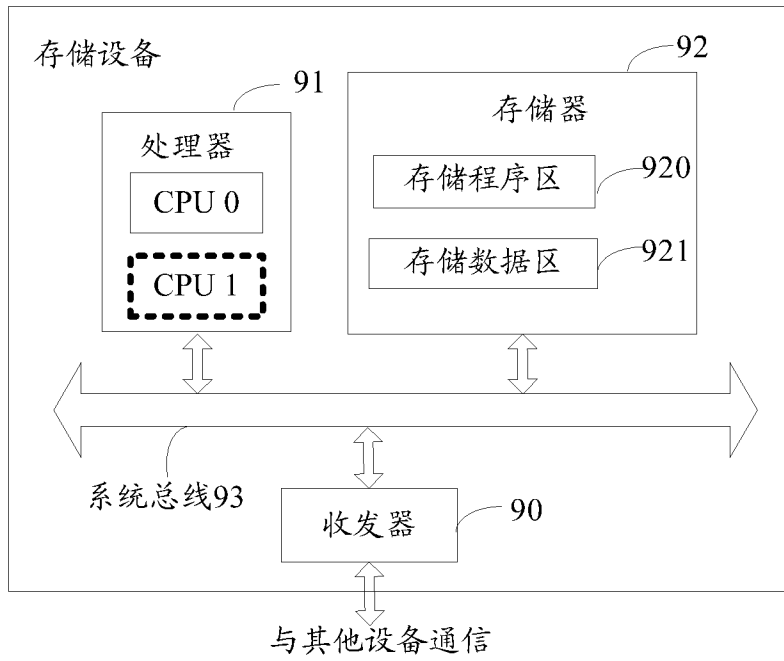 存储设备
91
处理器
CPU 0
CPU 1
92
存储器
存储程序区
920
存储数据区
921
系统总线93
收发器
90
与其他设备通信